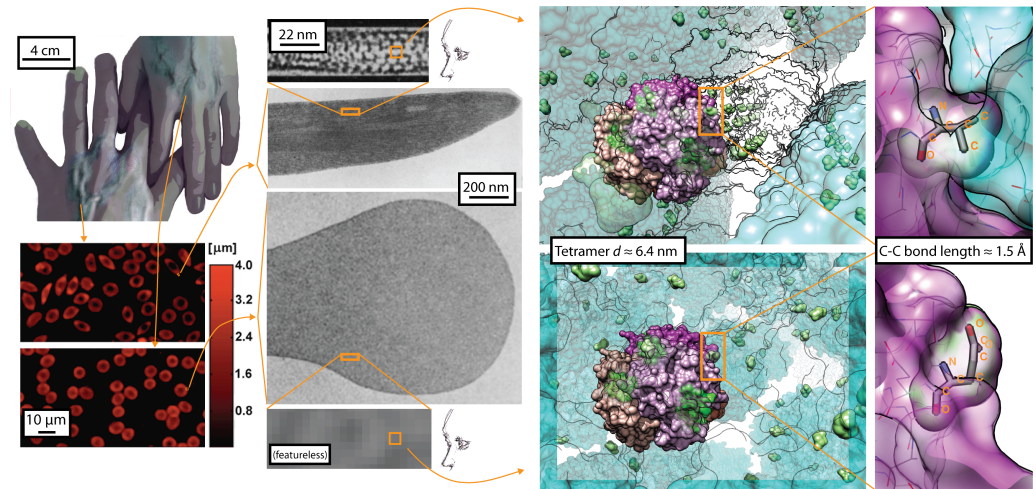 4 cm
22 nm
200 nm
[µm]
4.0
3.2
2.4
1.6
0.8
10 µm
(featureless)
Tetramer d ≈ 6.4 nm
C-C bond length ≈ 1.5 Å
N
C
C
C
C
C
O
O
C
O
C
N
C
C
C
O